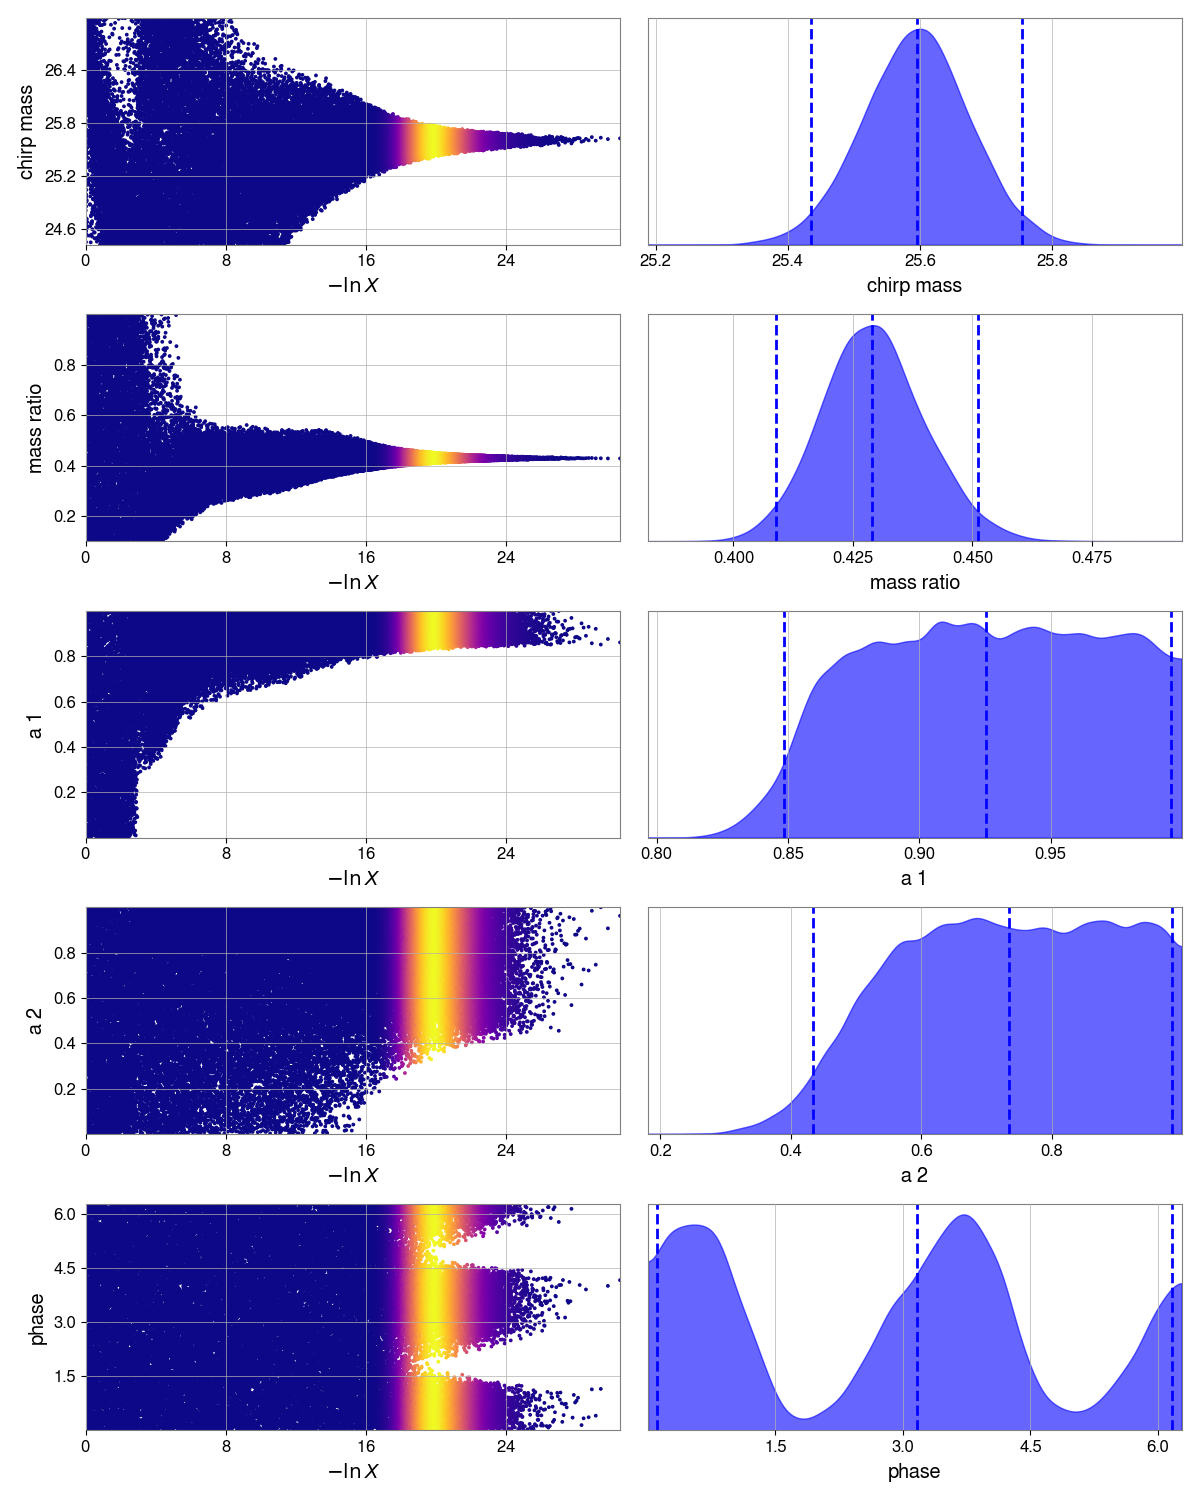 26.4
25.8
25.2
24.6
chirp mass
0 8 16 24
−ln X
25.2 25.4 25.6 25.8
chirp mass
0.8
0.6
0.4
0.2
mass ratio
0 8 16 24
−ln X
0.400 0.425 0.450 0.475
mass ratio
0.8
0.6
0.4
0.2
a 1
0 8 16 24
−ln X
0.80 0.85 0.90 0.95
a 1
0.8
0.6
0.4
0.2
a 2
0 8 16 24
−ln X
0.2 0.4 0.6 0.8
a 2
6.0
4.5
3.0
1.5
phase
0 8 16 24
−ln X
1.5 3.0 4.5 6.0
phase